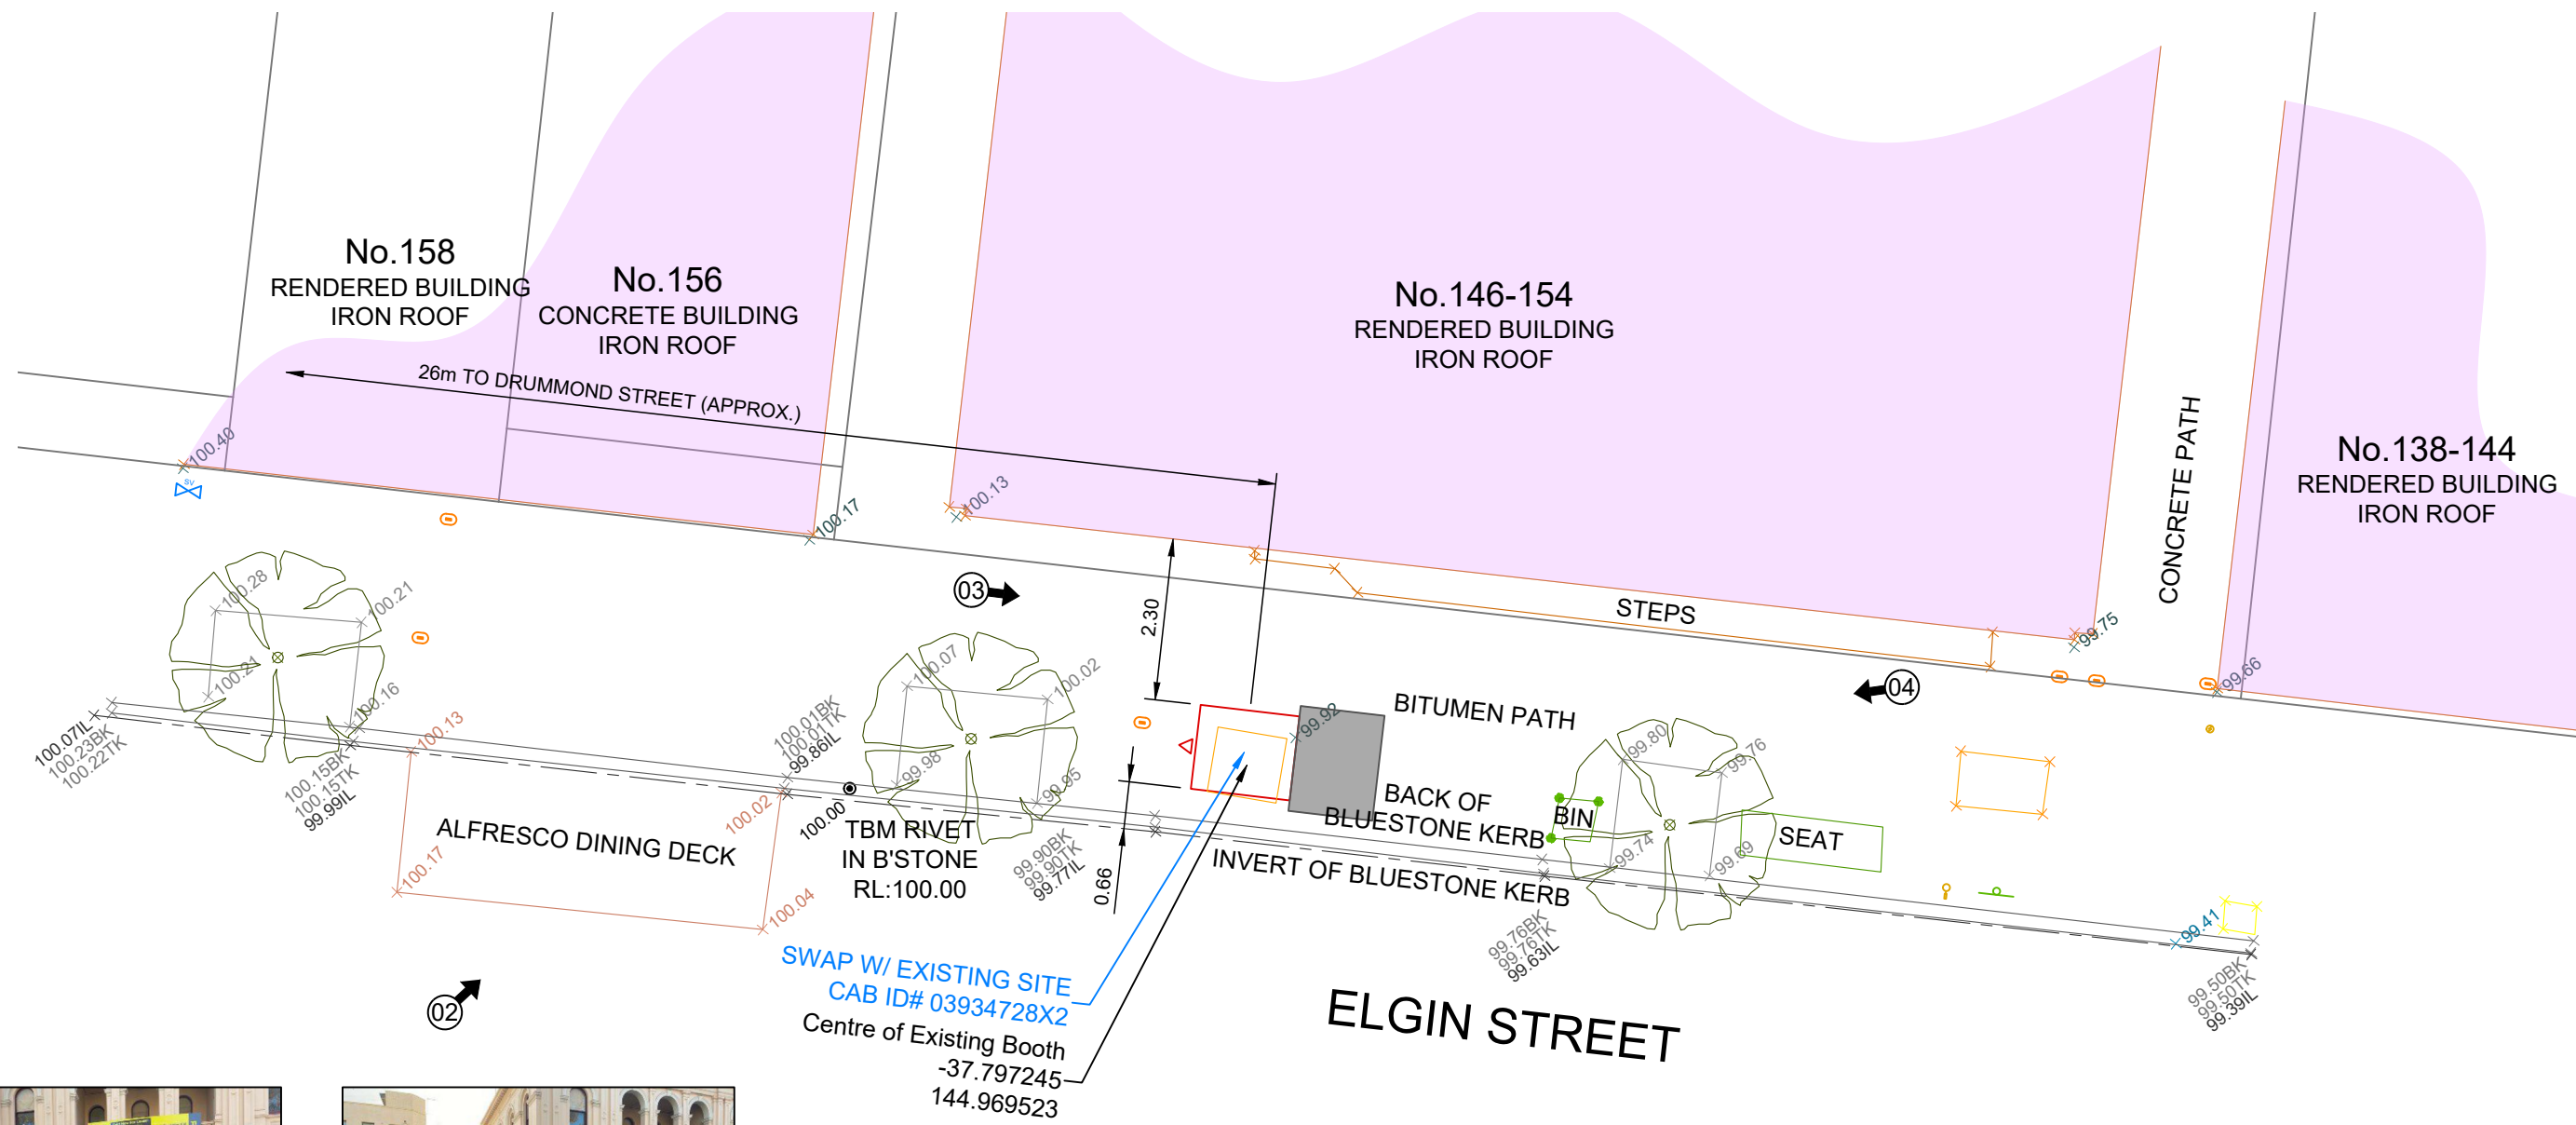 No.158
RENDERED BUILDING
IRON ROOF
No.156
CONCRETE BUILDING
IRON ROOF
No.146-154
RENDERED BUILDING
IRON ROOF
No.138-144
RENDERED BUILDING
IRON ROOF
CONCRETE PATH
26m TO DRUMMOND STREET (APPROX.)
100.40
SV
100.17
100.13
STEPS
99.75
99.66
03
04
2.30
100.28
100.21
100.21
100.16
100.07
100.02
99.98
99.95
99.92
BITUMEN PATH
99.80
99.76
99.74
99.69
BACK OF
BLUESTONE KERB
BIN
SEAT
INVERT OF BLUESTONE KERB
100.07IL
100.23BK
100.22TK
100.15BK
100.15TK
99.99IL
100.13
100.02
100.17
100.04
ALFRESCO DINING DECK
100.01BK
100.01TK
99.86IL
100.00
TBM RIVET
IN B'STONE
RL:100.00
99.90BK
99.90TK
99.77IL
0.66
99.76BK
99.76TK
99.63IL
99.41
99.50BK
99.50TK
99.39IL
02
SWAP W/ EXISTING SITE
CAB ID# 03934728X2
Centre of Existing Booth
-37.797245
144.969523
ELGIN STREET